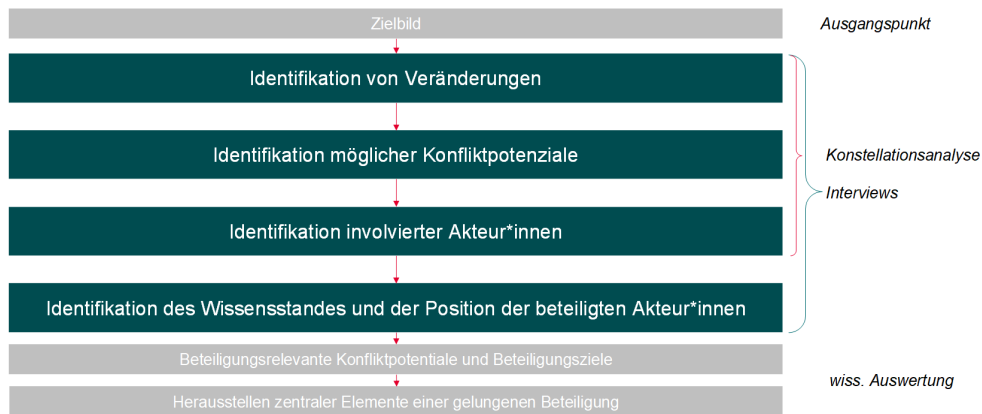 Zielbild
Ausgangspunkt
Identifikation von Veränderungen
Identifikation möglicher Konfliktpotenziale
Konstellationsanalyse
Interviews
Identifikation involvierter Akteur*innen
Identifikation des Wissensstandes und der Position der beteiligten Akteur*innen
Beteiligungsrelevante Konfliktpotentiale und Beteiligungsziele
wiss. Auswertung
Herausstellen zentraler Elemente einer gelungenen Beteiligung